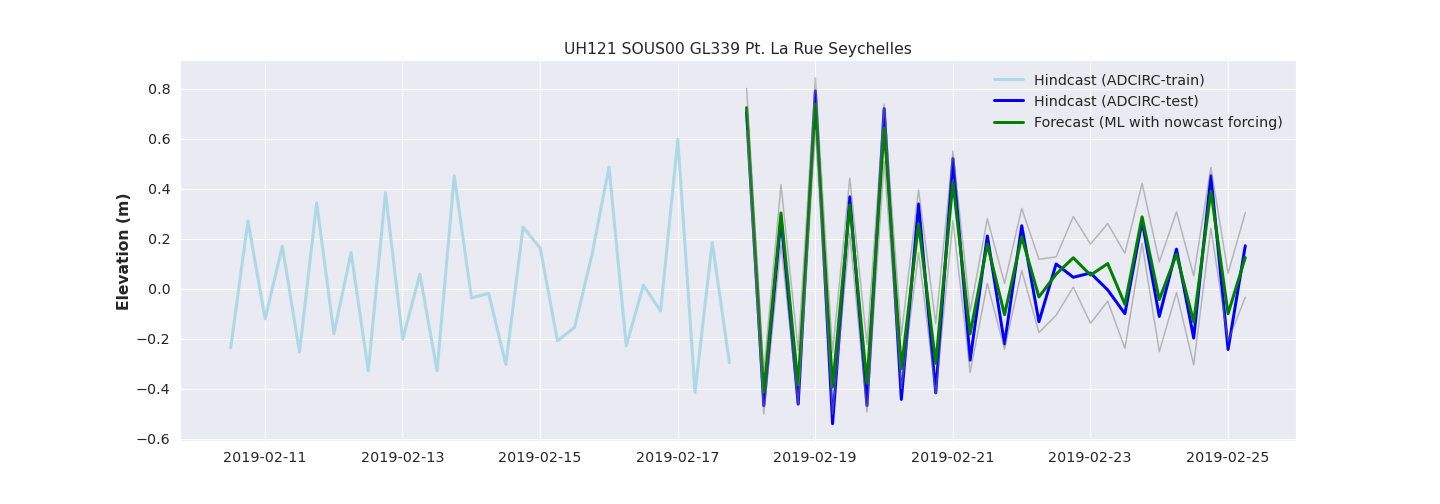 UH121 SOUS00 GL339 Pt. La Rue Seychelles
Hindcast (ADCIRC-train)
Hindcast (ADCIRC-test)
Forecast (ML with nowcast forcing)
Elevation (m)
0.8
0.6
0.4
0.2
0.0
−0.2
−0.4
−0.6
2019-02-11 2019-02-13 2019-02-15 2019-02-17 2019-02-19 2019-02-21 2019-02-23 2019-02-25